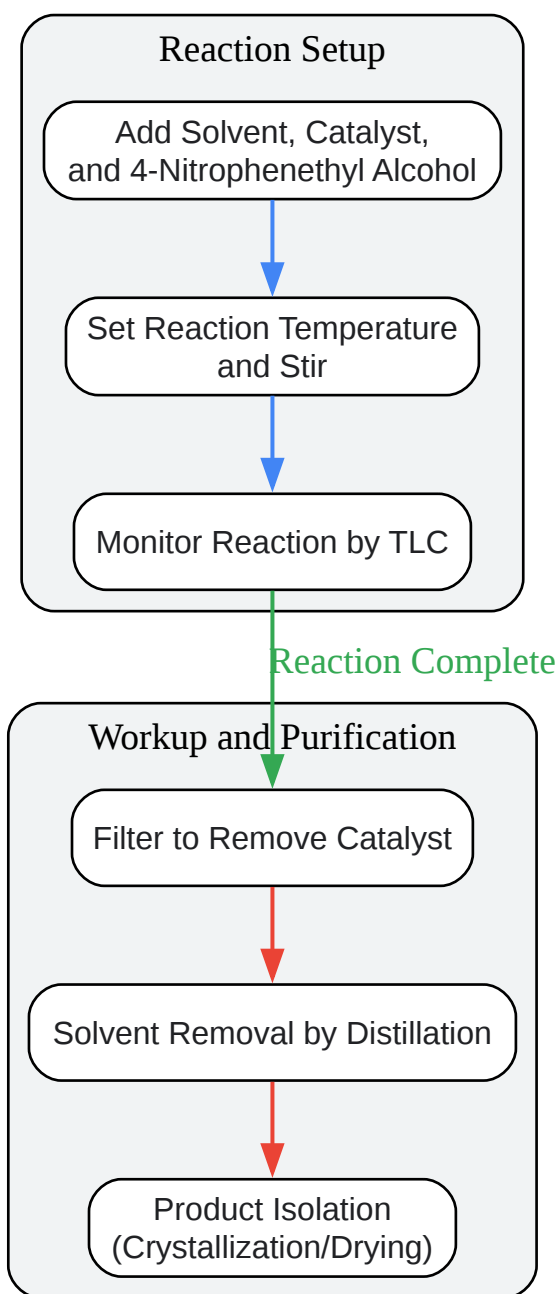 Reaction Setup
Add Solvent, Catalyst,
and 4-Nitrophenethyl Alcohol
Set Reaction Temperature
and Stir
Monitor Reaction by TLC
Reaction Complete
Workup and Purification
Filter to Remove Catalyst
Solvent Removal by Distillation
Product Isolation
(Crystallization/Drying)